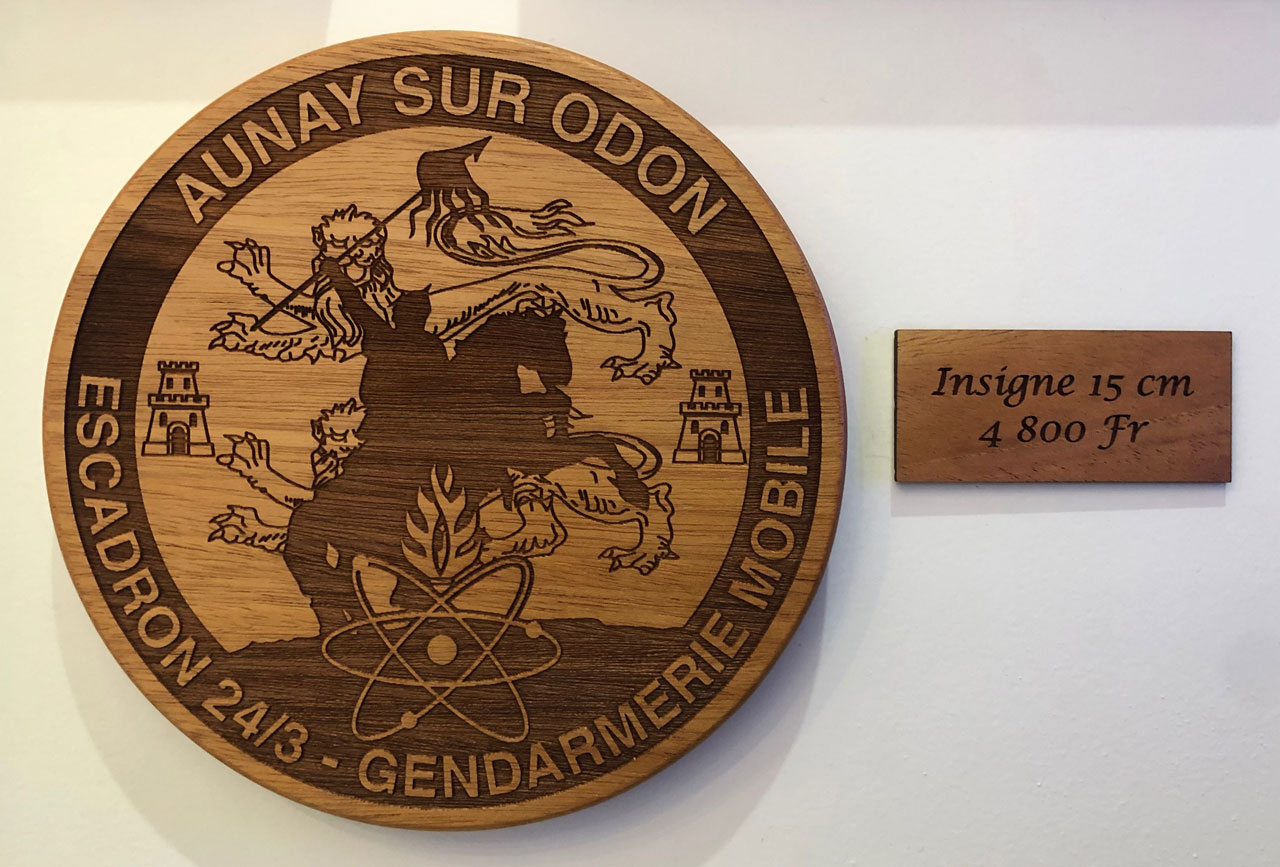 AUNAY SUR ODON
ESCADRON 24/3 - GENDARMERIE MOBILE
Insigne 15 cm
4 800 Fr